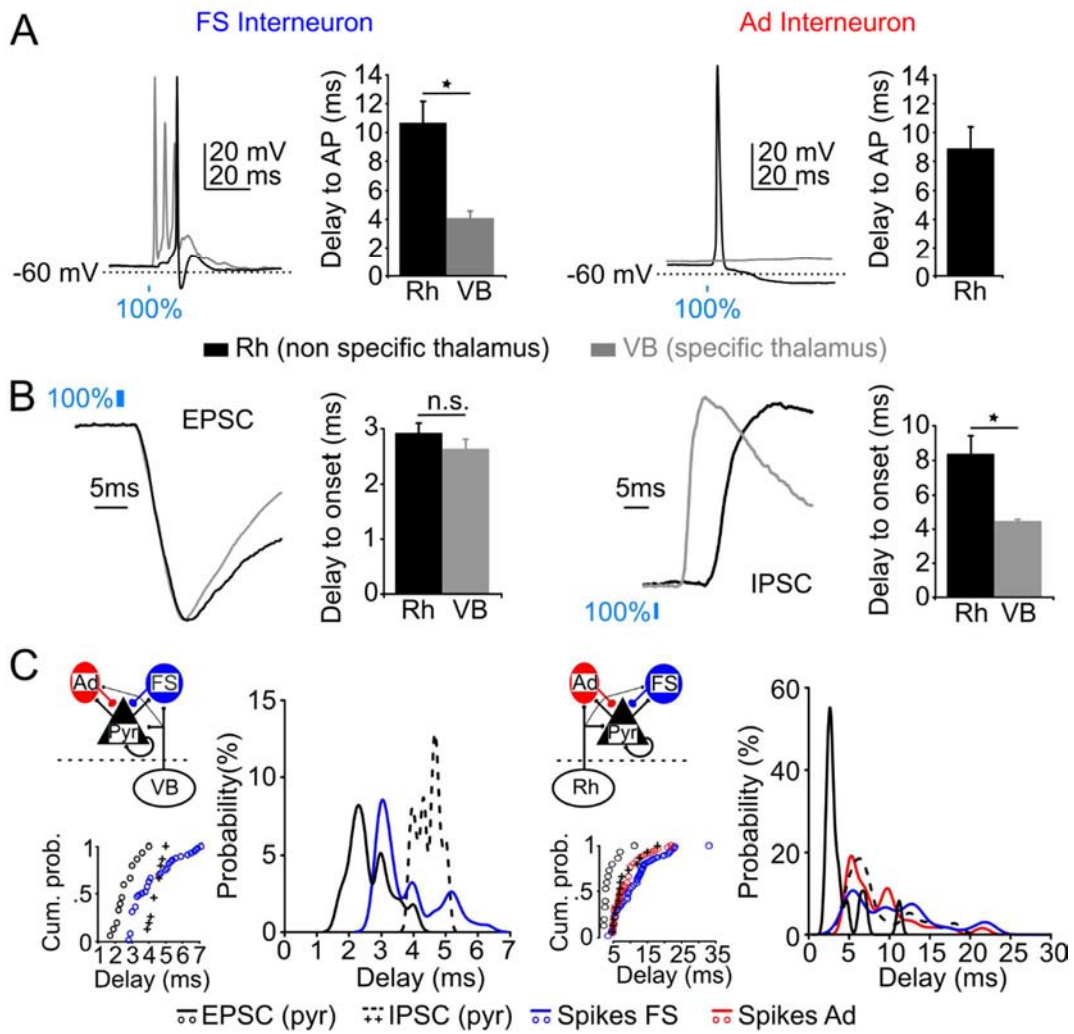 A
FS Interneuron
Ad Interneuron
20 mV
20 ms
-60 mV
100%
Delay to AP (ms)
14
12
10
8
6
4
2
0
Rh VB
20 mV
20 ms
-60 mV
100%
Delay to AP (ms)
14
12
10
8
6
4
2
0
Rh
Rh (non specific thalamus) VB (specific thalamus)
B
100%
EPSC
5ms
Delay to onset (ms)
n.s.
3
2
1
0
Rh VB
5ms
IPSC
100%
Delay to onset (ms)
10
8
6
4
2
0
Rh VB
C
Ad FS
Pyr
VB
Cum. prob.
1
0.5
0
1 2 3 4 5 6 7
Delay (ms)
Probability(%)
15
10
5
0
0 1 2 3 4 5 6 7
Delay (ms)
Ad FS
Pyr
Rh
Cum. prob.
1
0.5
0
5 15 25 35
Delay (ms)
Probability (%)
60
40
20
0
0 5 10 15 20 25 30
Delay (ms)
EPSC (pyr) IPSC (pyr) Spikes FS Spikes Ad